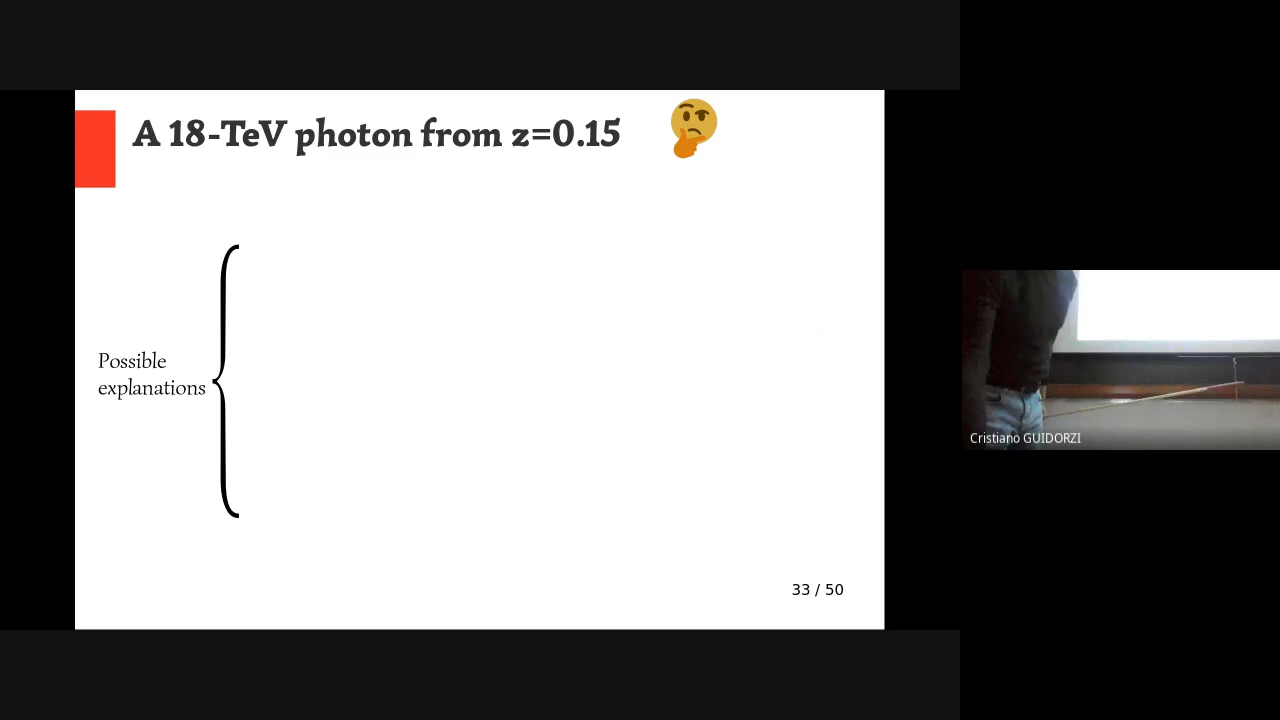 A 18-TeV photon from z=0.15
Possible
explanations
33 / 50
Cristiano GUIDORZI